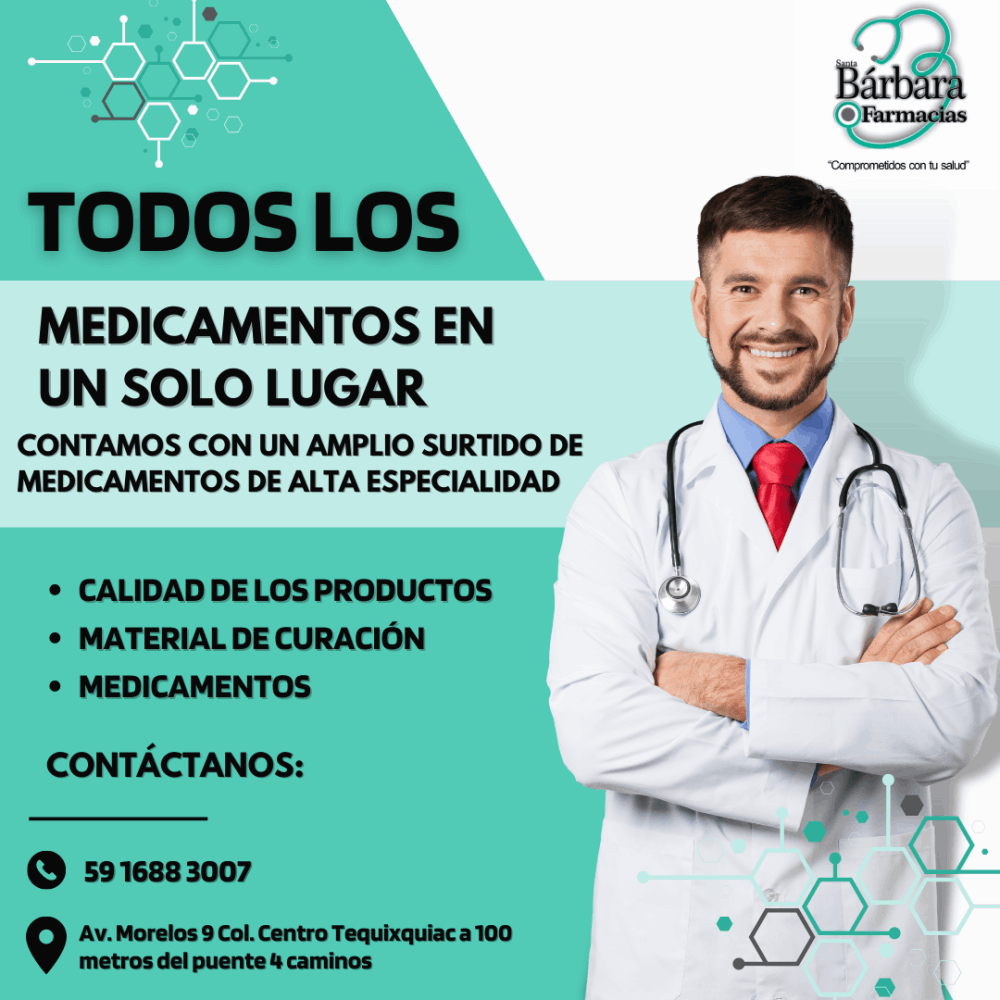 Santa
Bárbara
Farmacias
"Comprometidos con tu salud"
TODOS LOS
MEDICAMENTOS EN
UN SOLO LUGAR
CONTAMOS CON UN AMPLIO SURTIDO DE
MEDICAMENTOS DE ALTA ESPECIALIDAD
• CALIDAD DE LOS PRODUCTOS
• MATERIAL DE CURACIÓN
• MEDICAMENTOS
CONTÁCTANOS:
59 1688 3007
Av. Morelos 9 Col. Centro Tequixquiac a 100
metros del puente 4 caminos